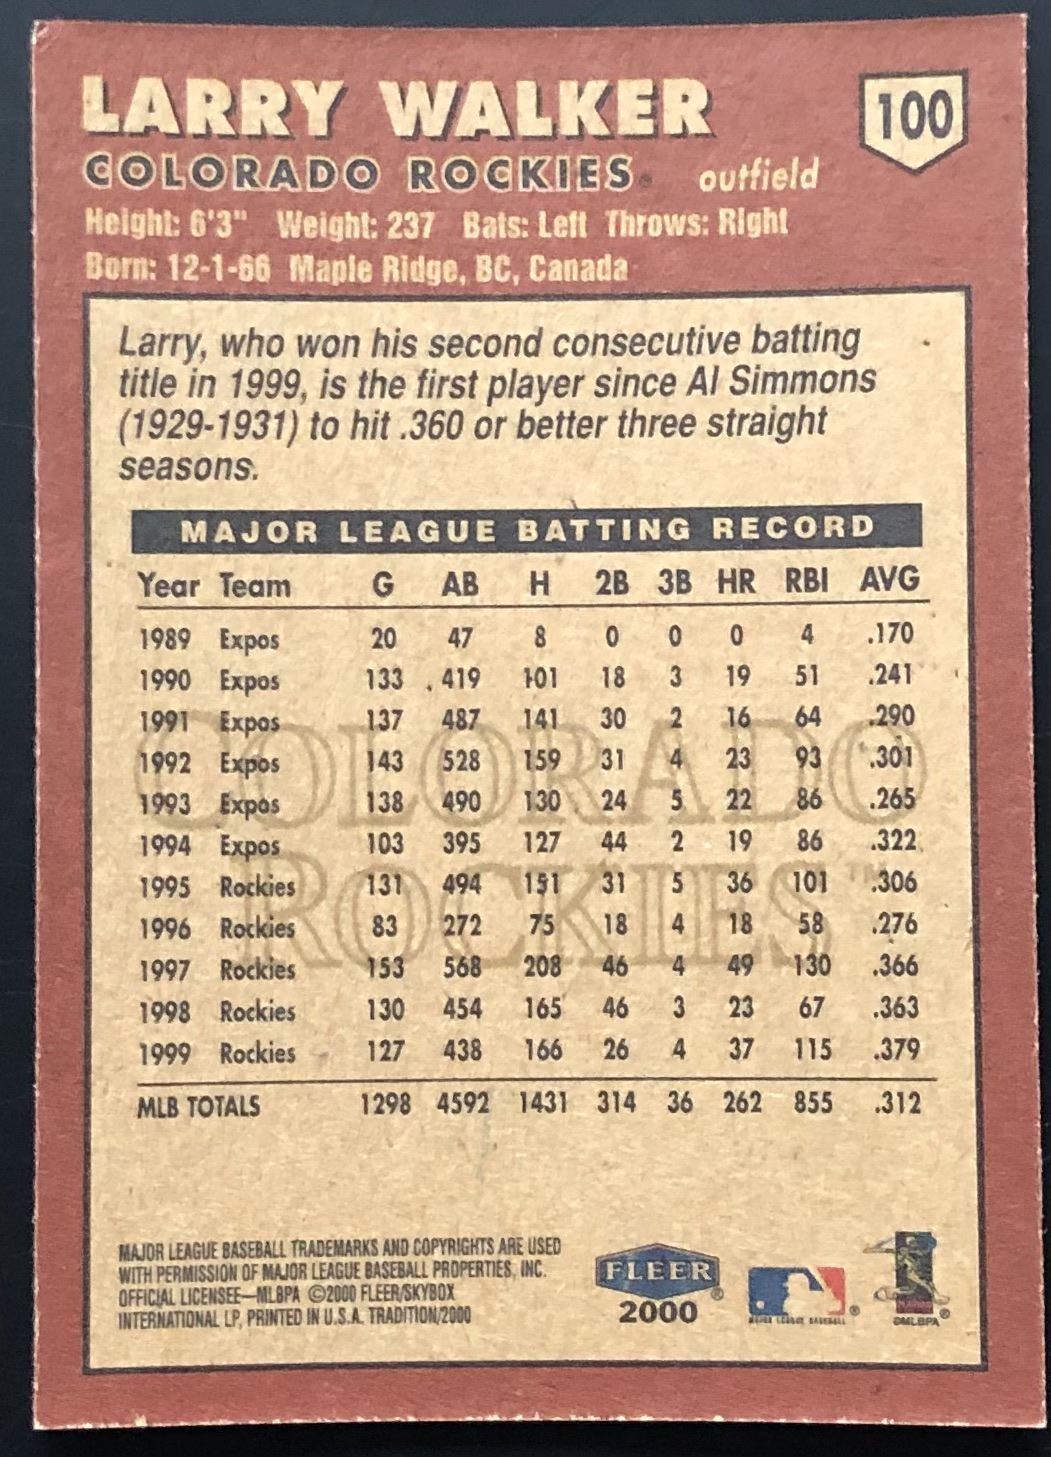 LARRY WALKER
100
COLORADO ROCKIES outfield
Height: 6'3" Weight: 237 Bats: Left Throws: Right
Born: 12-1-66 Maple Ridge, BC, Canada
Larry, who won his second consecutive batting
title in 1999, is the first player since Al Simmons
(1929-1931) to hit .360 or better three straight
seasons.
MAJOR LEAGUE BATTING RECORD
Year Team G AB H 2B 3B HR RBI AVG
1989 Expos 20 47 8 0 0 0 4 .170
1990 Expos 133 419 101 18 3 19 51 .241
1991 Expos 137 487 141 30 2 16 64 .290
1992 Expos 143 528 159 31 4 23 93 .301
1993 Expos 138 490 130 24 5 22 86 .265
1994 Expos 103 395 127 44 2 19 86 .322
1995 Rockies 131 494 151 31 5 36 101 .306
1996 Rockies 83 272 75 18 4 18 58 .276
1997 Rockies 153 568 208 46 4 49 130 .366
1998 Rockies 130 454 165 46 3 23 67 .363
1999 Rockies 127 438 166 26 4 37 115 .379
MLB TOTALS 1298 4592 1431 314 36 262 855 .312
COLORADO
ROCKIES™
MAJOR LEAGUE BASEBALL TRADEMARKS AND COPYRIGHTS ARE USED
WITH PERMISSION OF MAJOR LEAGUE BASEBALL PROPERTIES, INC.
OFFICIAL LICENSEE—MLBPA ©2000 FLEER/SKYBOX
INTERNATIONAL LP, PRINTED IN U.S.A. TRADITION/2000
FLEER®
2000
MAJOR LEAGUE BASEBALL®
©MLBPA®